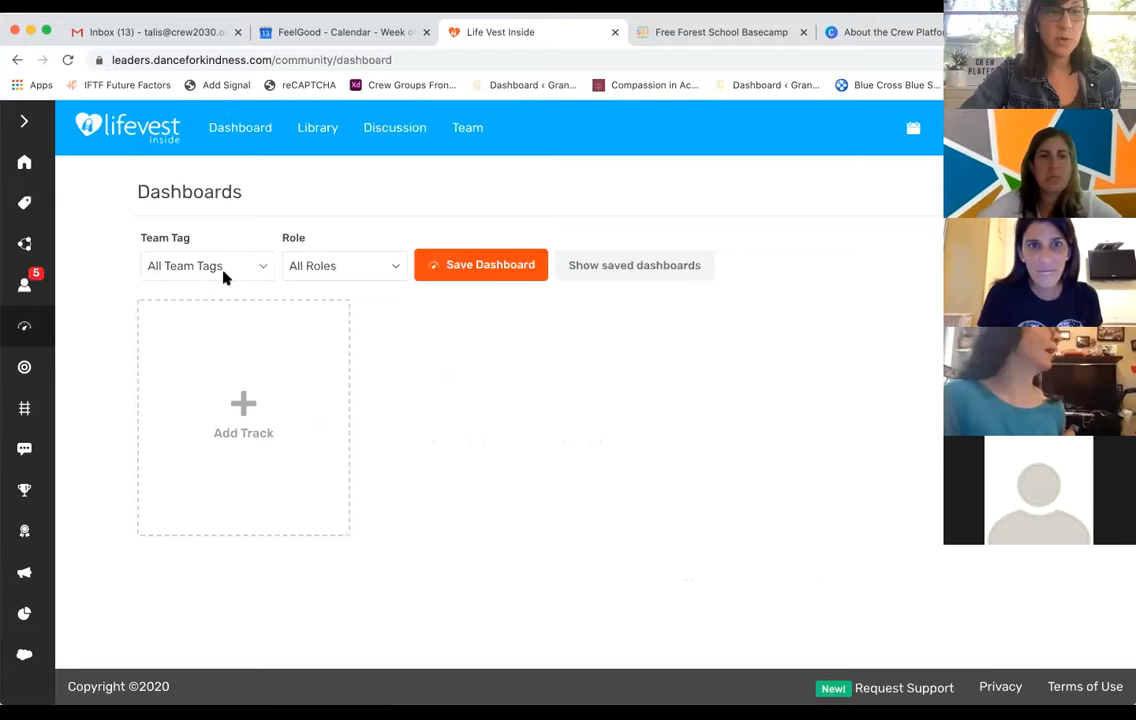 Inbox (13) - talis@crew2030.o
FeelGood - Calendar - Week o
Life Vest Inside
Free Forest School Basecamp
About the Crew Platfo
leaders.danceforkindness.com/community/dashboard
Apps
IFTF Future Factors
Add Signal
reCAPTCHA
Crew Groups Fron...
Dashboard ‹ Gran...
Compassion in Ac...
Dashboard ‹ Gran...
Blue Cross Blue S...
lifevest
inside
Dashboard
Library
Discussion
Team
Dashboards
Team Tag
Role
All Team Tags
All Roles
Save Dashboard
Show saved dashboards
5
Add Track
Copyright ©2020
New!
Request Support
Privacy
Terms of Use